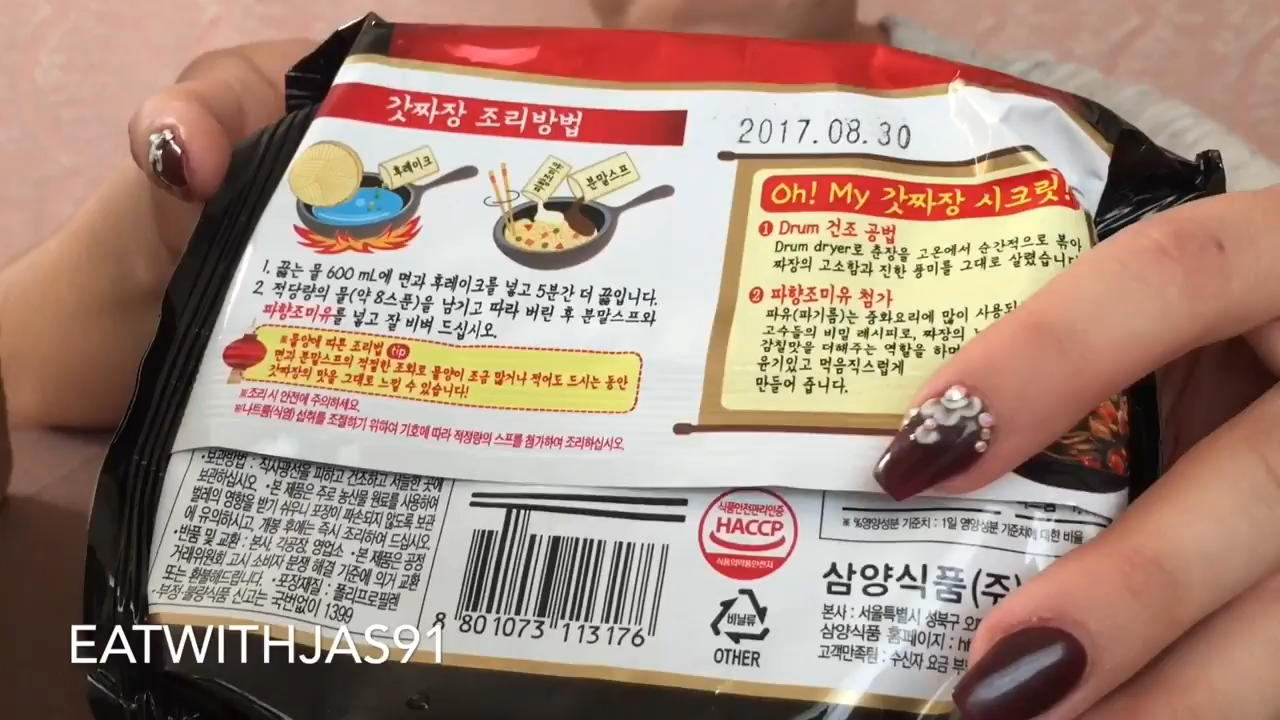 갓짜장 조리방법
후레이크
파향조미유
분말스프
1. 끓는 물 600 mL에 면과 후레이크를 넣고 5분간 더 끓입니다.
2. 적당량의 물(약 8스푼)을 남기고 따라 버린 후 분말스프와
파향조미유를 넣고 잘 비벼 드십시오.
※물양에 따른 조리법 tip
면과 분말스프의 적절한 조화로 물양이 조금 많거나 적어도 드시는 동안
갓짜장의 맛을 그대로 느낄 수 있습니다!
※조리 시 안전에 주의하세요.
※나트륨(식염) 섭취를 조절하기 위하여 기호에 따라 적정량의 스프를 첨가하여 조리하십시오.
2017.08.30
Oh! My 갓짜장 시크릿!
1 Drum 건조 공법
Drum dryer로 춘장을 고온에서 순간적으로 볶아
짜장의 고소함과 진한 풍미를 그대로 살렸습니다
2 파향조미유 첨가
파유(파기름)는 중화요리에 많이 사용되
고수들의 비밀 레시피로, 짜장의
감칠맛을 더해주는 역할을 하며
윤기있고 먹음직스럽게
만들어 줍니다.
·보관방법 : 직사광선을 피하고 건조하고 서늘한 곳에
보관하십시오. ·본 제품은 주로 농산물 원료를 사용하여
벌레의 영향을 받기 쉬우니 포장이 파손되지 않도록 보관
에 유의하시고, 개봉 후에는 즉시 조리하여 드십시오.
·반품 및 교환 : 본사 각공장, 영업소 ·본 제품은 공정
거래위원회 고시 소비자 분쟁 해결 기준에 의거 교환
또는 환불해드립니다. ·포장재질 : 폴리프로필렌
·부정·불량식품 신고는 국번없이 1399
8 801073 113176
식품안전관리인증
HACCP
식품의약품안전처
비닐류
OTHER
※ %영양성분 기준치 : 1일 영양성분 기준치에 대한 비율
삼양식품(주)
본사 : 서울특별시 성북구 오패
삼양식품 홈페이지 : ht
고객만족팀 : 수신자 요금 부
EATWITHJAS91